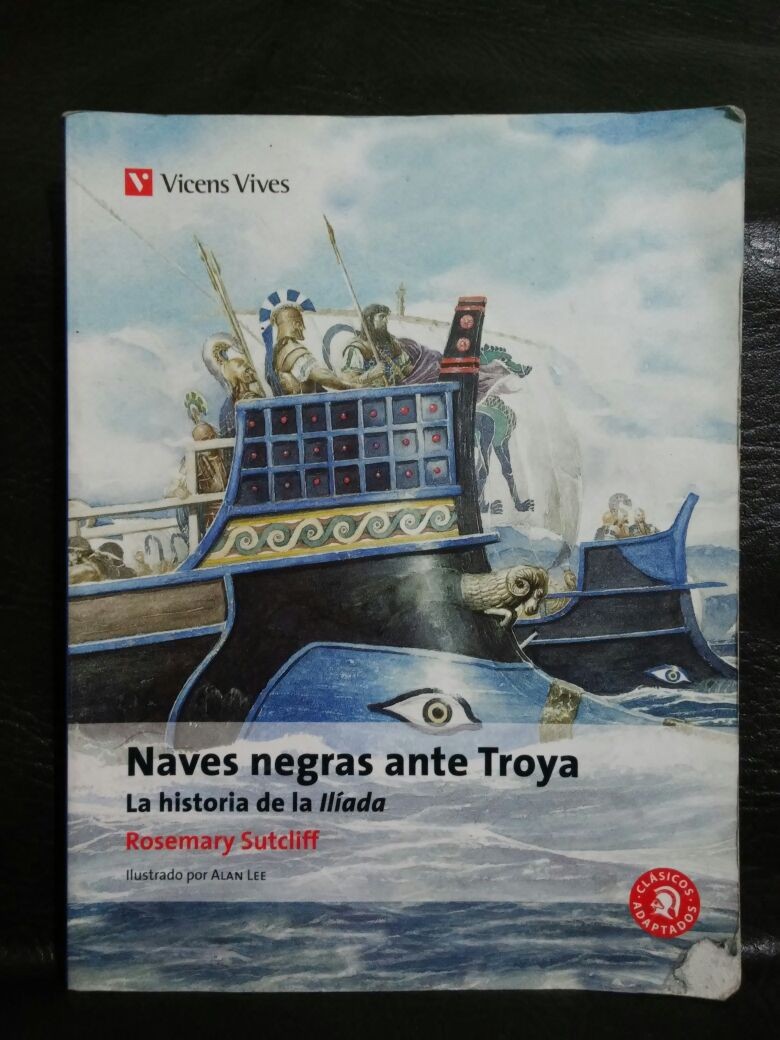 Vicens Vives
Naves negras ante Troya
La historia de la Ilíada
Rosemary Sutcliff
Ilustrado por ALAN LEE
CLÁSICOS
ADAPTADOS